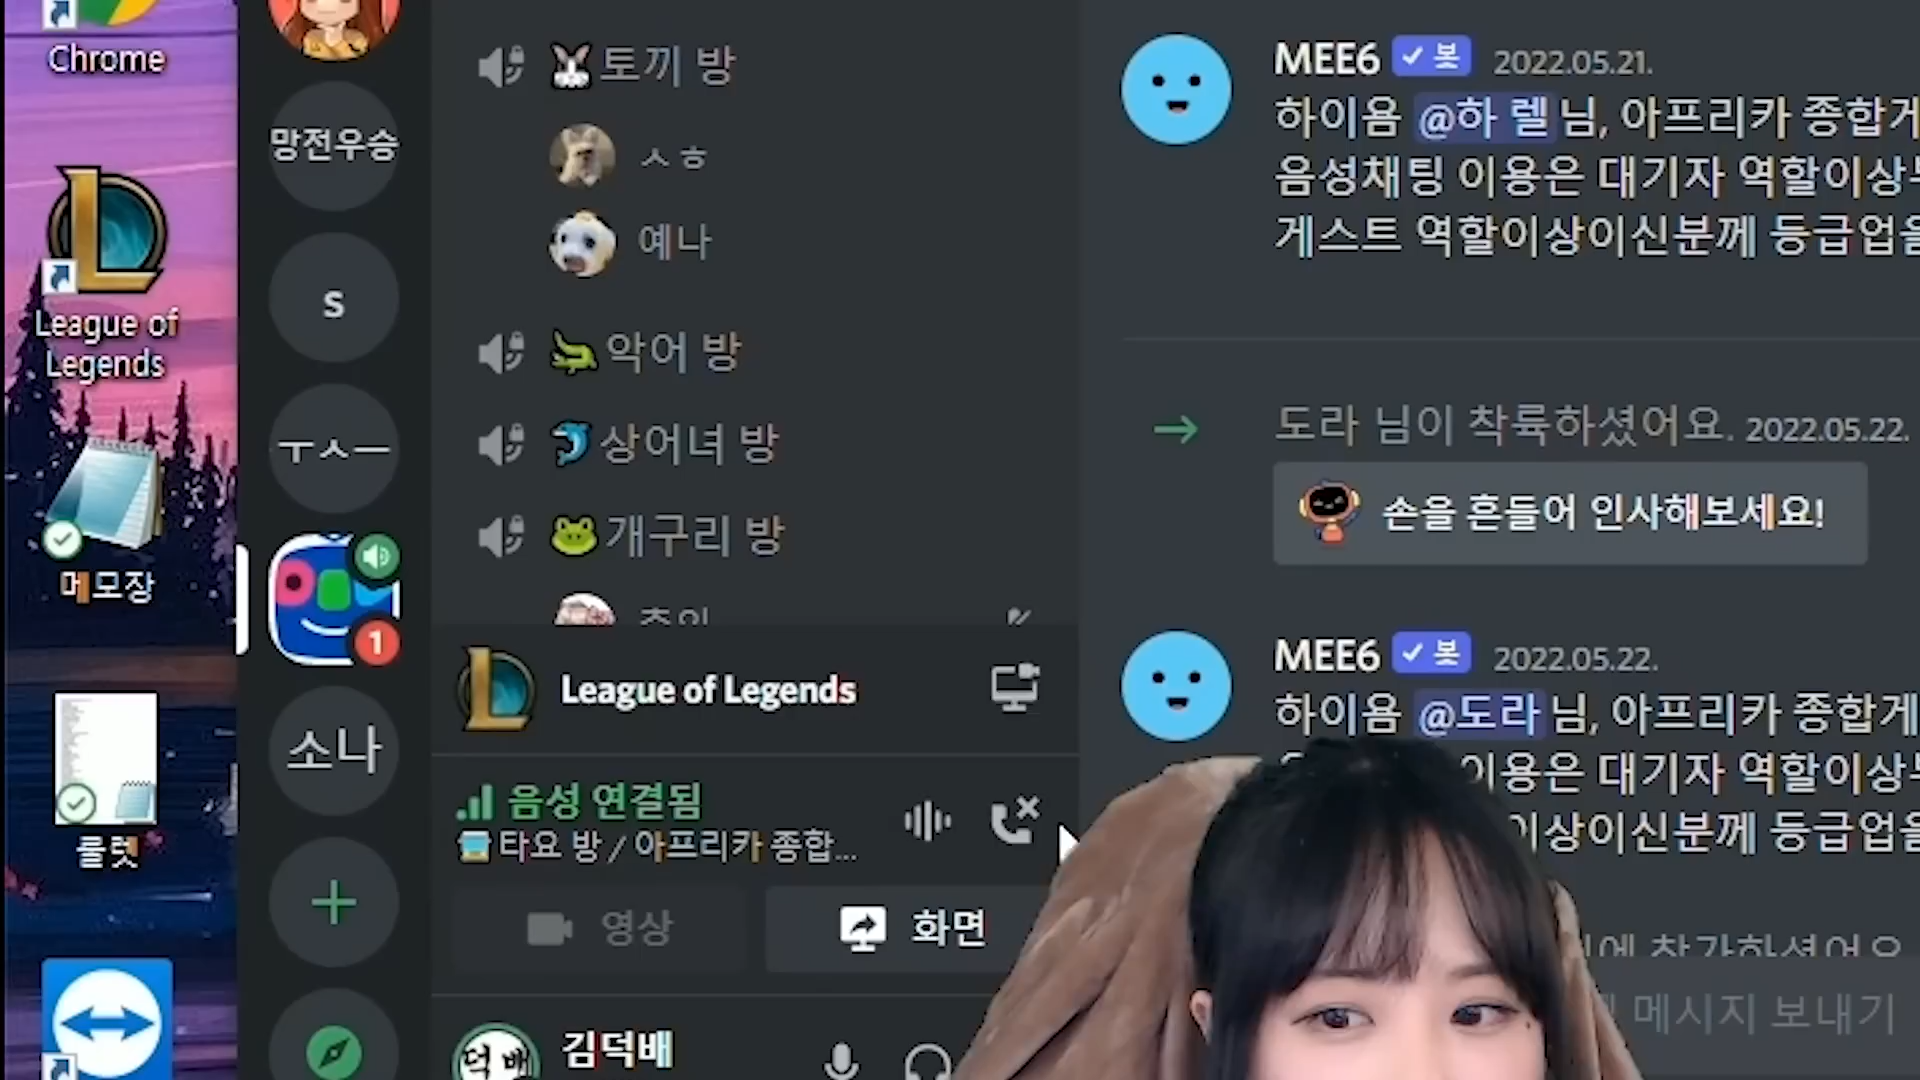 Chrome
League of
Legends
메모장
룰렛
망전우승
s
ㅜㅅㅡ
1
소나
토끼 방
ㅅㅎ
예나
악어 방
상어녀 방
개구리 방
League of Legends
음성 연결됨
타요 방 / 아프리카 종합...
영상
화면
덕배
김덕배
MEE6 ✓ 봇 2022.05.21.
하이욤 @하 렐 님, 아프리카 종합게
음성채팅 이용은 대기자 역할이상
게스트 역할이상이신분께 등급업을
도라 님이 착륙하셨어요. 2022.05.22.
손을 흔들어 인사해보세요!
MEE6 ✓ 봇 2022.05.22.
하이욤 @도라 님, 아프리카 종합게
이용은 대기자 역할이상
이상이신분께 등급업을
메시지 보내기